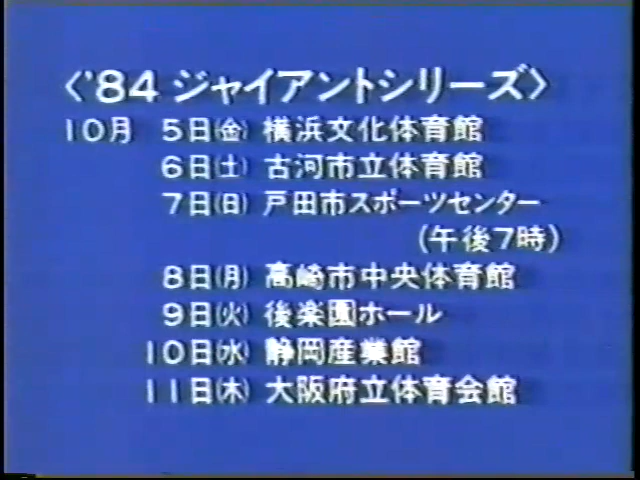 〈'84 ジャイアントシリーズ〉
10月 5日(金) 横浜文化体育館
6日(土) 古河市立体育館
7日(日) 戸田市スポーツセンター
(午後7時)
8日(月) 高崎市中央体育館
9日(火) 後楽園ホール
10日(水) 静岡産業館
11日(木) 大阪府立体育会館